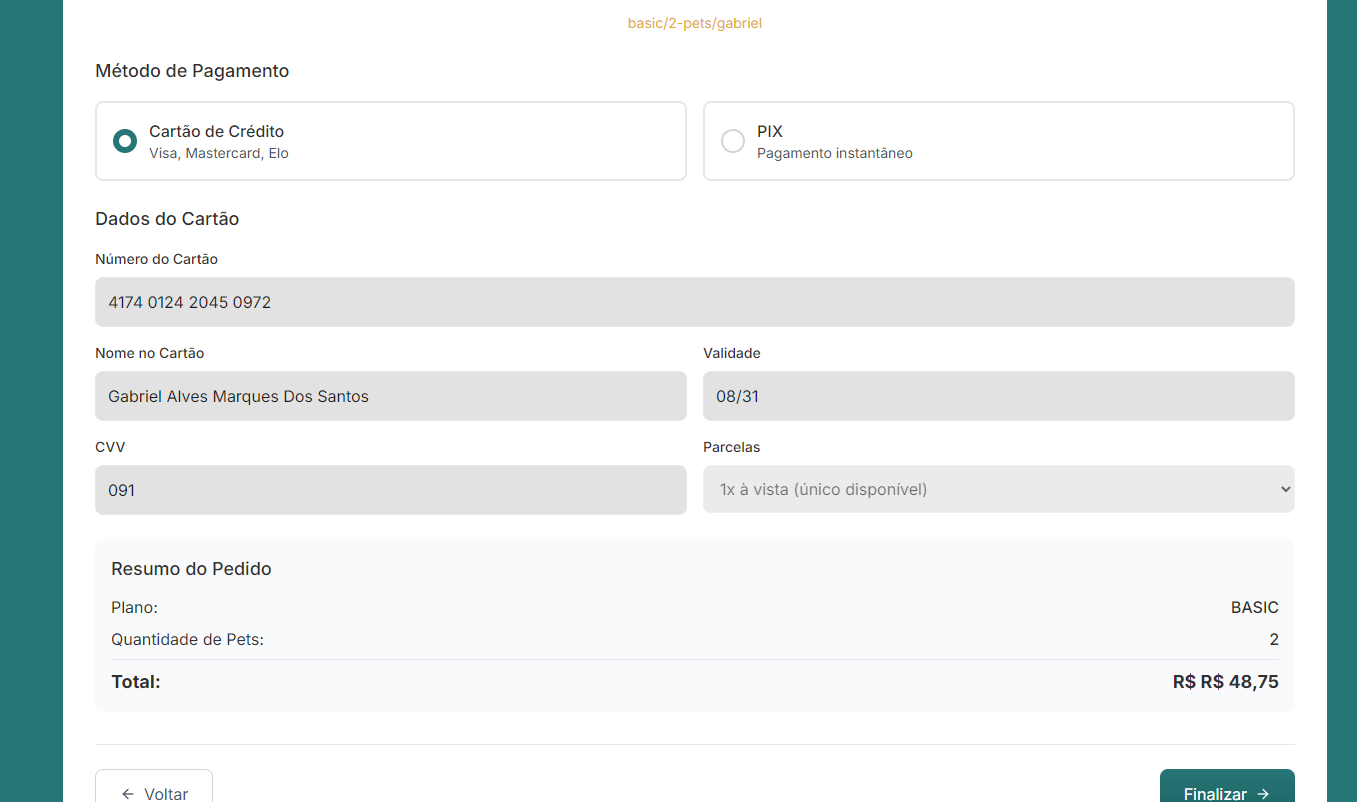 basic/2-pets/gabriel
Método de Pagamento
Cartão de Crédito
Visa, Mastercard, Elo
PIX
Pagamento instantâneo
Dados do Cartão
Número do Cartão
4174 0124 2045 0972
Nome no Cartão
Validade
Gabriel Alves Marques Dos Santos
08/31
CVV
Parcelas
091
1x à vista (único disponível)
Resumo do Pedido
Plano: BASIC
Quantidade de Pets: 2
Total: R$ R$ 48,75
← Voltar
Finalizar →